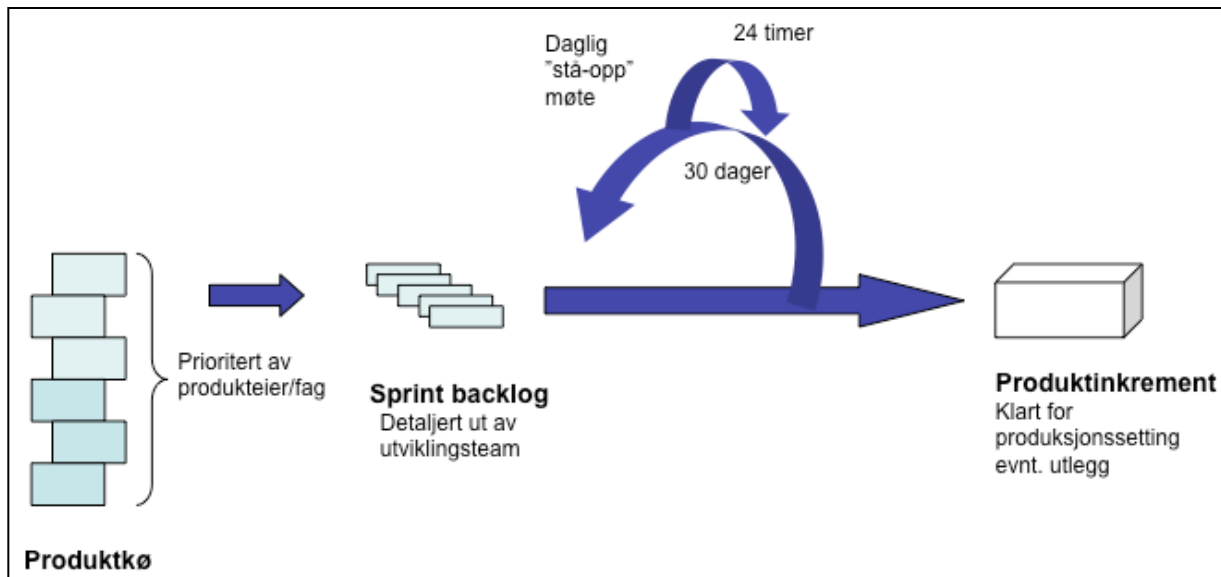 Daglig
”stå-opp”
møte
24 timer
30 dager
Prioritert av
produkteier/fag
Sprint backlog
Detaljert ut av
utviklingsteam
Produktinkrement
Klart for
produksjonssetting
evnt. utlegg
Produktkø